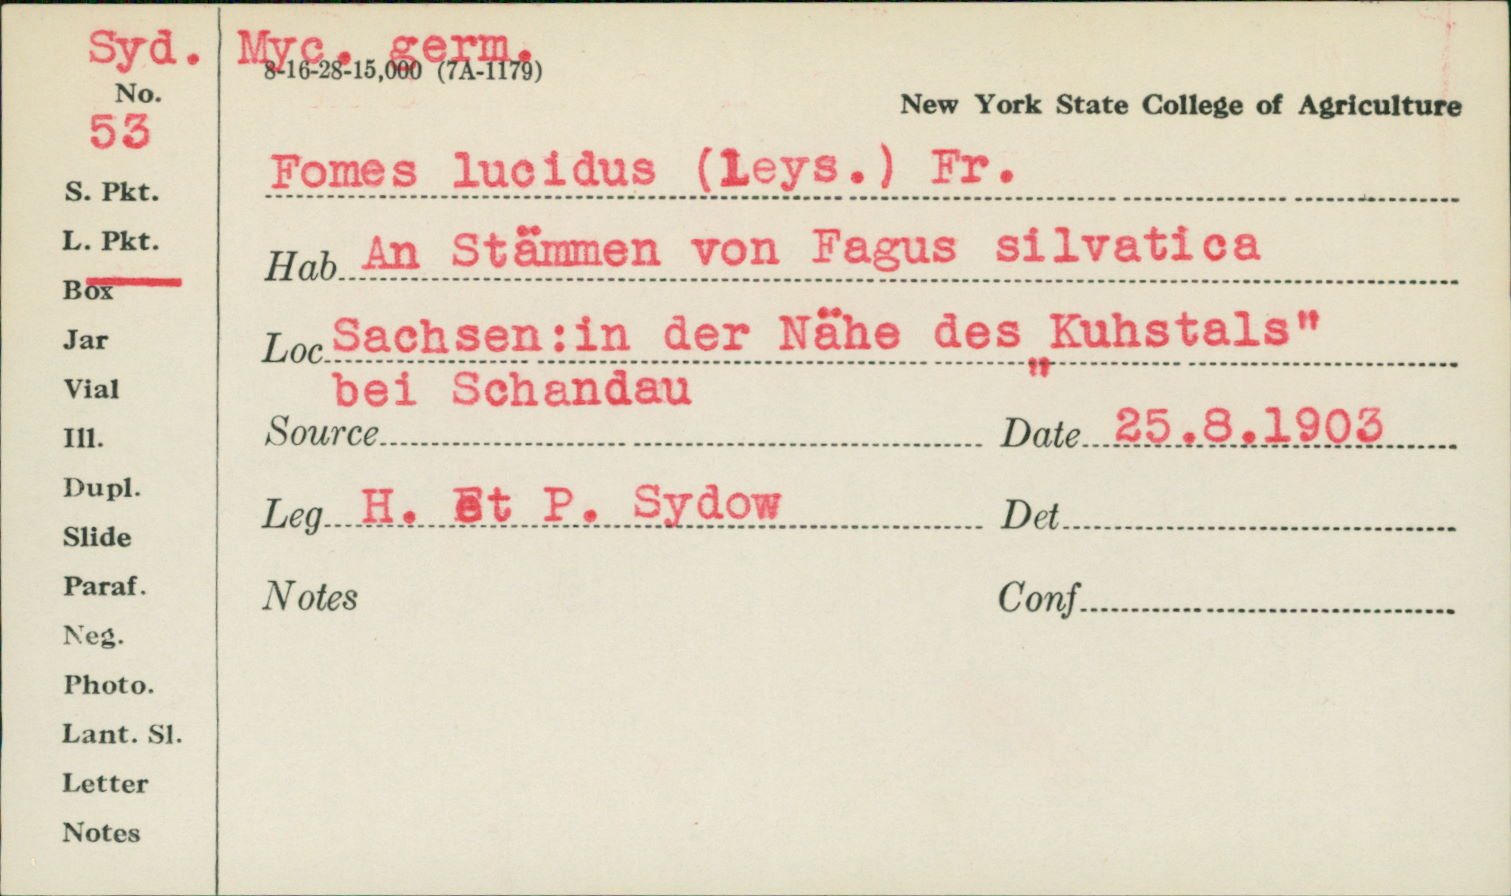 Syd. Myc. germ.
8-16-28-15,000 (7A-1179)
No.
53
New York State College of Agriculture
Fomes lucidus (Leys.) Fr.
S. Pkt.
L. Pkt.
Hab. An Stämmen von Fagus silvatica
Box
Loc. Sachsen:in der Nähe des „Kuhstals"
bei Schandau
Jar
Vial
Source
Date 25.8.1903
Ill.
Dupl.
Leg. H. Et P. Sydow
Det.
Slide
Paraf.
Notes
Conf.
Neg.
Photo.
Lant. Sl.
Letter
Notes